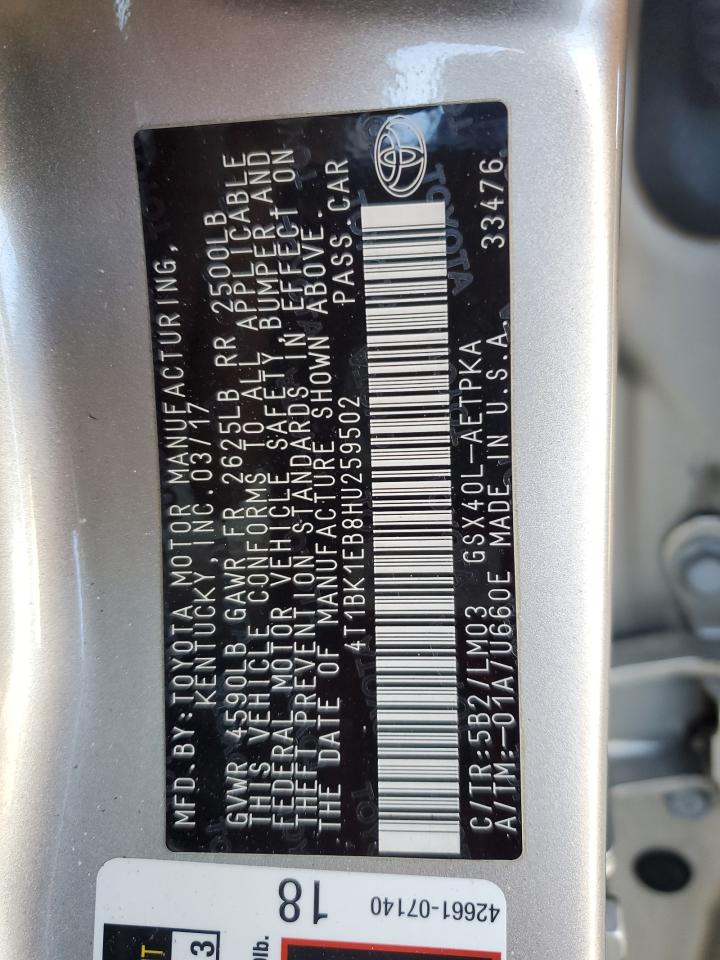 MFD.BY:TOYOTA MOTOR MANUFACTURING,
KENTUCKY, INC.03/17
GVWR 4590LB GAWR FR 2625LB RR 2500LB
THIS VEHICLE CONFORMS TO ALL APPLICABLE
FEDERAL MOTOR VEHICLE SAFETY, BUMPER AND
THEFT PREVENTION STANDARDS IN EFFECT ON
THE DATE OF MANUFACTURE SHOWN ABOVE.
4T1BK1EB8HU259502 PASS.CAR
C/TR:5B2/LM03 GSX40L-AETPKA 33476
A/TM:-01A/U660E MADE IN U.S.A.
18
42661-07140
3
0lb.